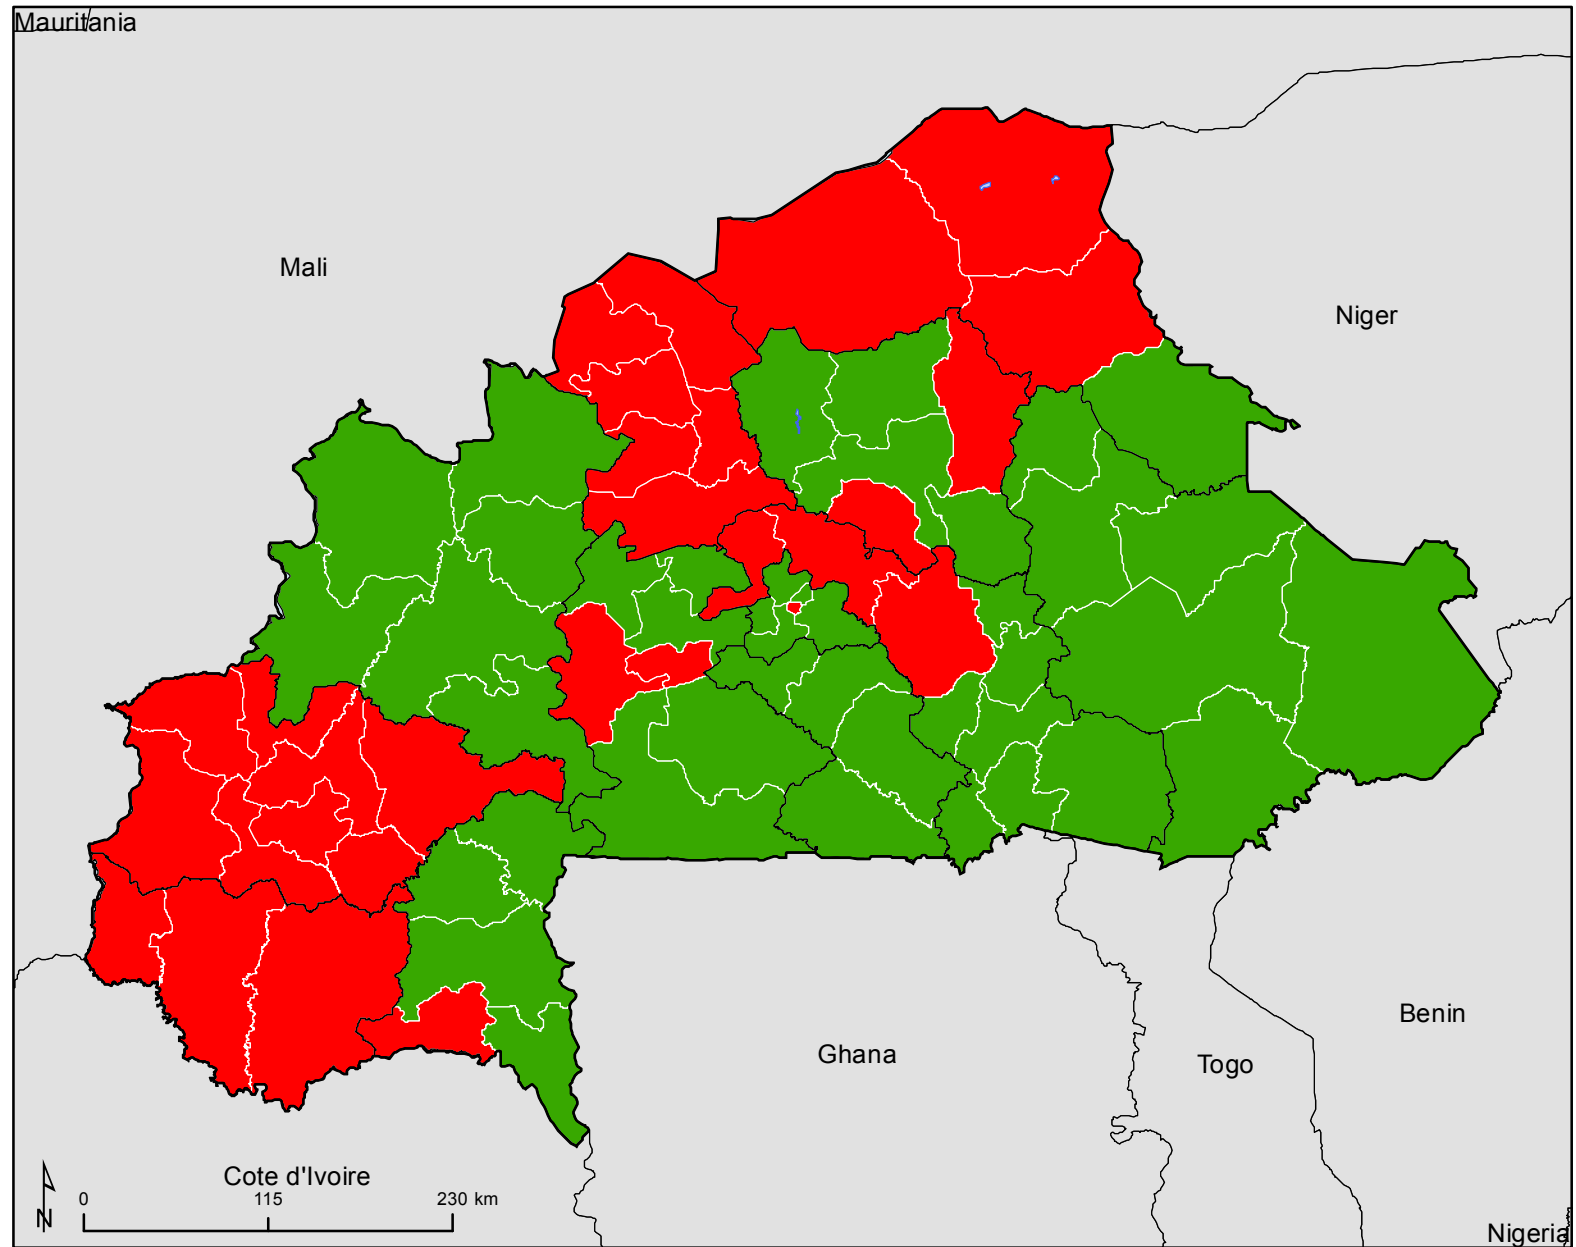 Mauritania
Mali
Niger
Benin
Ghana
Togo
Cote d'Ivoire
0 115 230 km
N
Nigeria